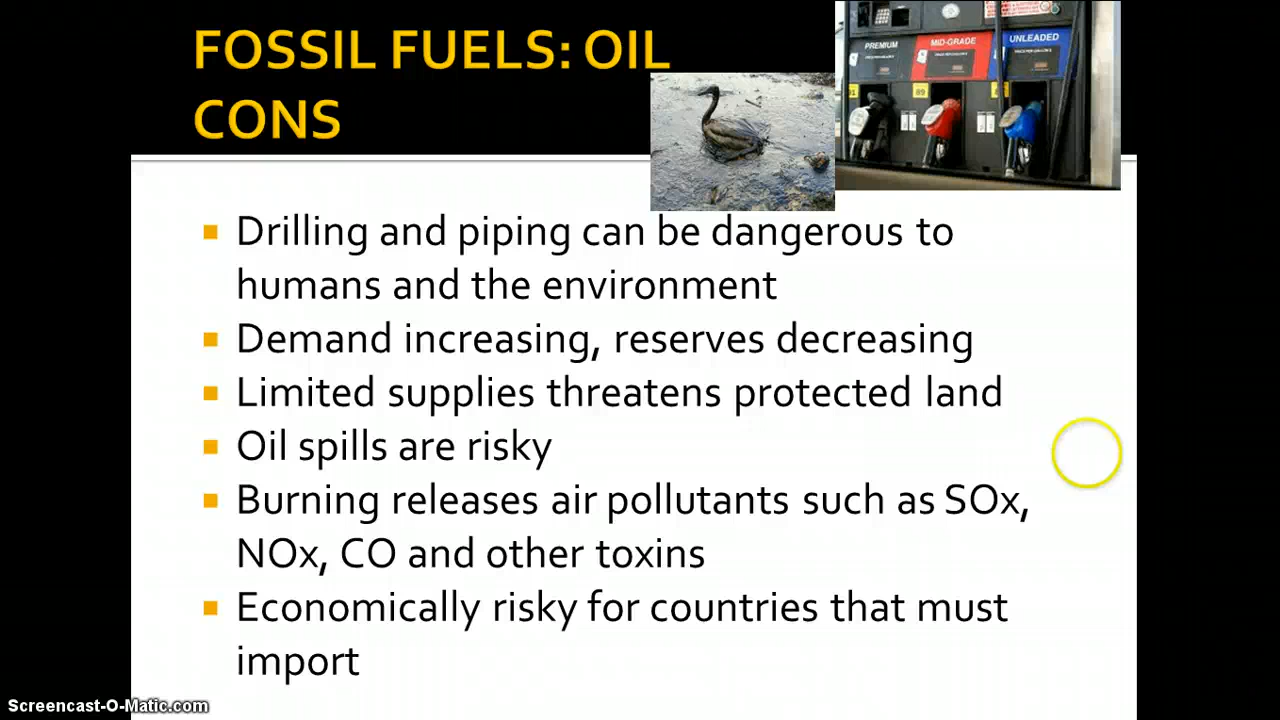 FOSSIL FUELS: OIL
CONS
PREMIUM
MID-GRADE
UNLEADED
89
Drilling and piping can be dangerous to
humans and the environment
Demand increasing, reserves decreasing
Limited supplies threatens protected land
Oil spills are risky
Burning releases air pollutants such as SOx,
NOx, CO and other toxins
Economically risky for countries that must
import
Screencast-O-Matic.com